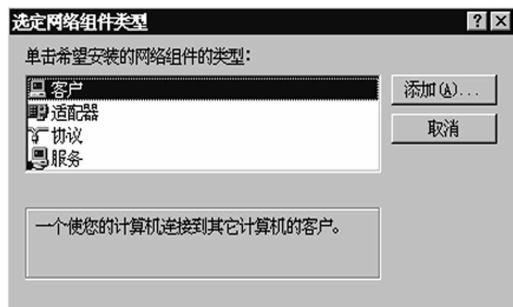 选定网络组件类型
单击希望安装的网络组件的类型：
客户
适配器
协议
服务
添加(A)...
取消
一个使您的计算机连接到其它计算机的客户。